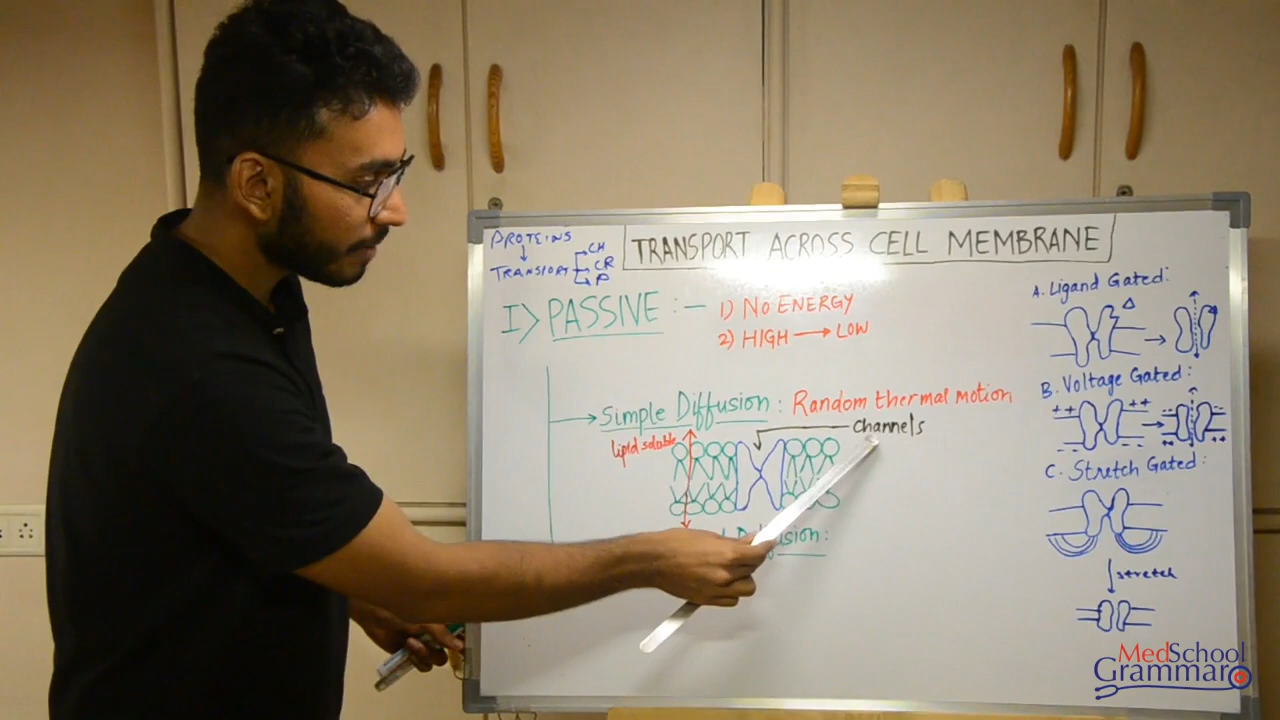 PROTEINS
TRANSPORT
CH
CR
P
TRANSPORT ACROSS CELL MEMBRANE
I> PASSIVE :-
1) NO ENERGY
2) HIGH → LOW
→ Simple Diffusion : Random thermal motion
lipid soluble
channels
Diffusion :
A. Ligand Gated:
B. Voltage Gated:
++ ++
-- --
C. Stretch Gated:
stretch
MedSchool
Grammar